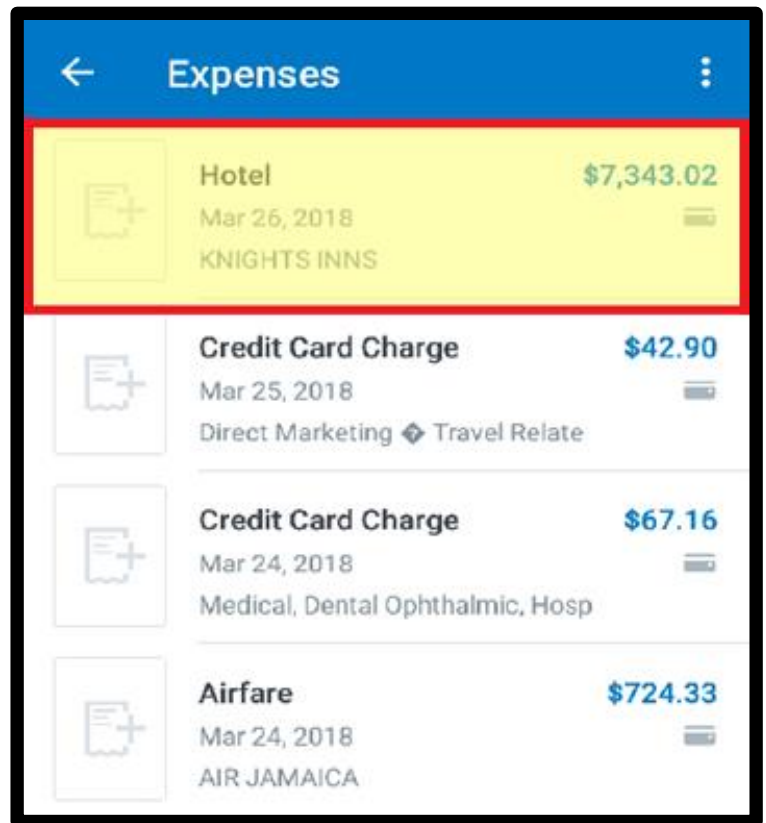 Expenses
Hotel $7,343.02
Mar 26, 2018
KNIGHTS INNS
Credit Card Charge $42.90
Mar 25, 2018
Direct Marketing � Travel Relate
Credit Card Charge $67.16
Mar 24, 2018
Medical, Dental Ophthalmic, Hosp
Airfare $724.33
Mar 24, 2018
AIR JAMAICA